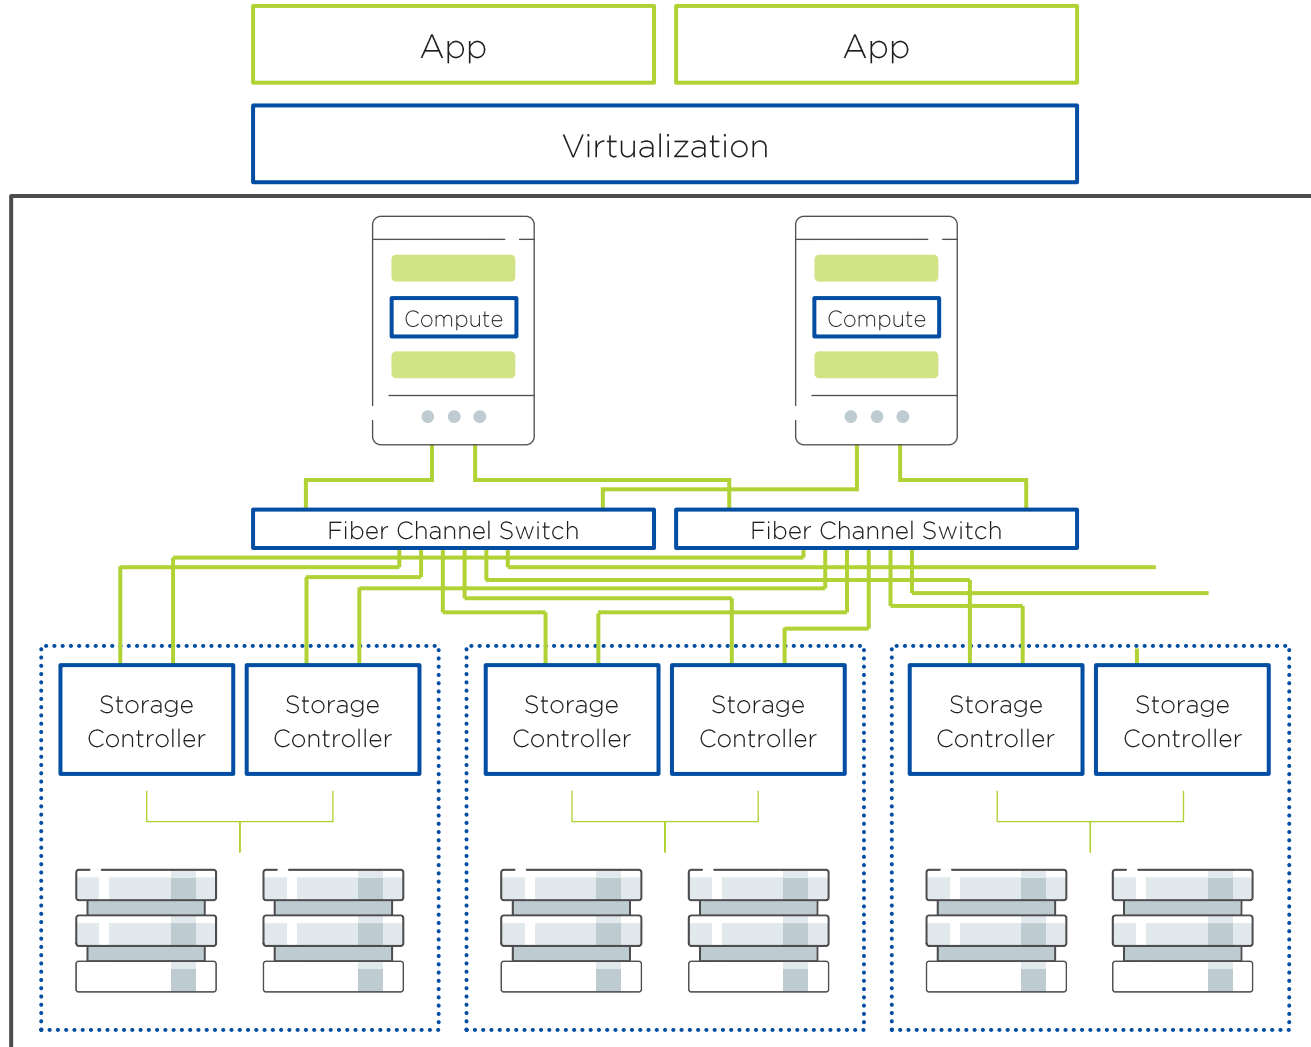 App
App
Virtualization
Compute
Compute
Fiber Channel Switch
Fiber Channel Switch
Storage
Controller
Storage
Controller
Storage
Controller
Storage
Controller
Storage
Controller
Storage
Controller